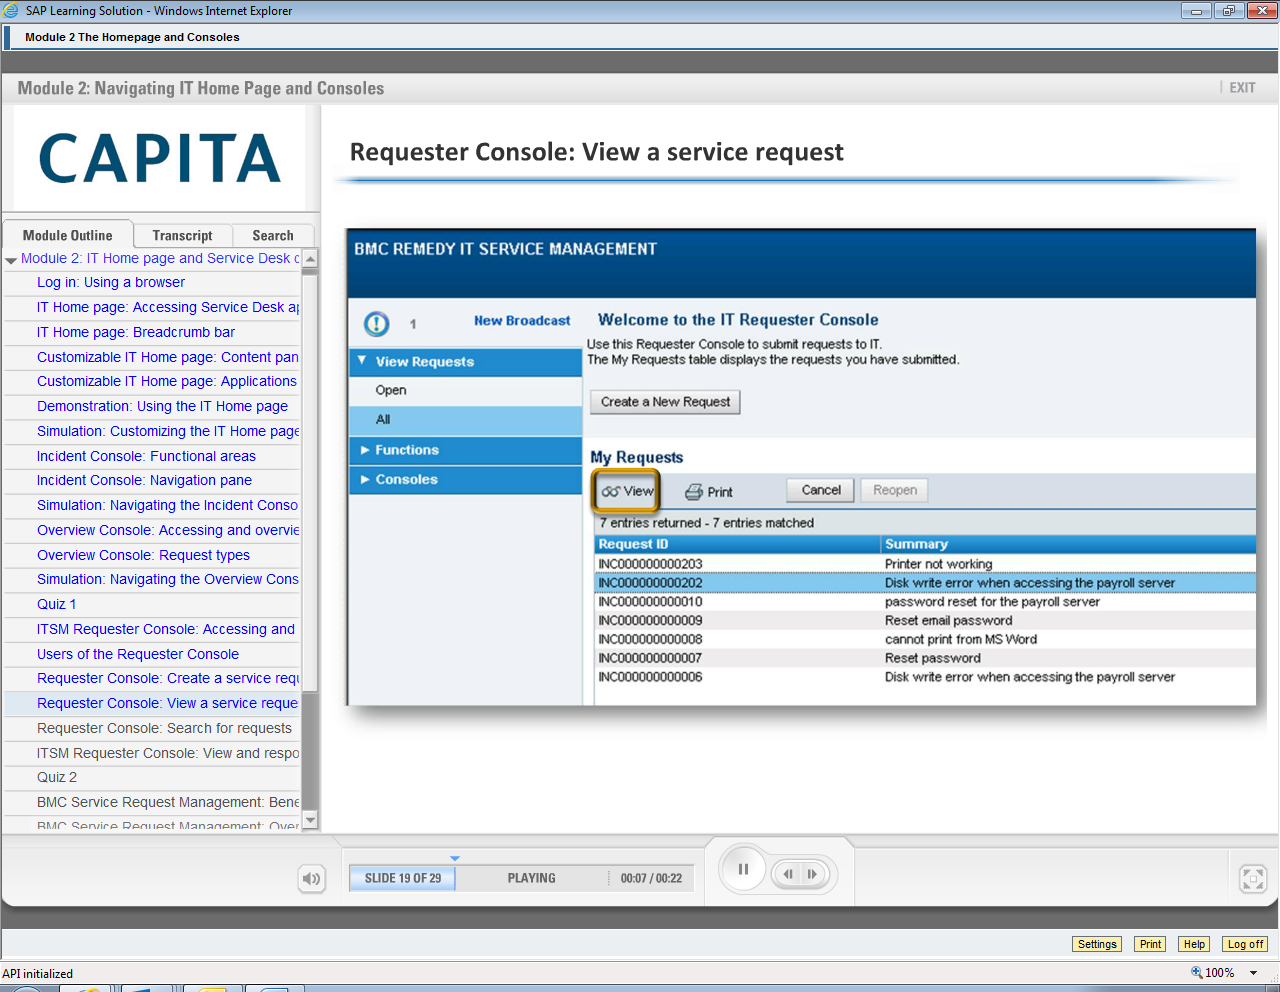 SAP Learning Solution - Windows Internet Explorer
Module 2 The Homepage and Consoles
Module 2: Navigating IT Home Page and Consoles
EXIT
CAPITA
Module Outline
Transcript
Search
Module 2: IT Home page and Service Desk
Log in: Using a browser
IT Home page: Accessing Service Desk
IT Home page: Breadcrumb bar
Customizable IT Home page: Content pan
Customizable IT Home page: Applications
Demonstration: Using the IT Home page
Simulation: Customizing the IT Home page
Incident Console: Functional areas
Incident Console: Navigation pane
Simulation: Navigating the Incident Conso
Overview Console: Accessing and overvie
Overview Console: Request types
Simulation: Navigating the Overview Cons
Quiz 1
ITSM Requester Console: Accessing and
Users of the Requester Console
Requester Console: Create a service requ
Requester Console: View a service reque
Requester Console: Search for requests
ITSM Requester Console: View and respo
Quiz 2
BMC Service Request Management: Bene
BMC Service Request Management: Over
Requester Console: View a service request
BMC REMEDY IT SERVICE MANAGEMENT
1
New Broadcast
View Requests
Open
All
Functions
Consoles
Welcome to the IT Requester Console
Use this Requester Console to submit requests to IT.
The My Requests table displays the requests you have submitted.
Create a New Request
My Requests
View
Print
Cancel
Reopen
7 entries returned - 7 entries matched
Request ID Summary
INC000000000203 Printer not working
INC000000000202 Disk write error when accessing the payroll server
INC000000000010 password reset for the payroll server
INC000000000009 Reset email password
INC000000000008 cannot print from MS Word
INC000000000007 Reset password
INC000000000006 Disk write error when accessing the payroll server
SLIDE 19 OF 29
PLAYING
00:07 / 00:22
Settings
Print
Help
Log off
API initialized
100%